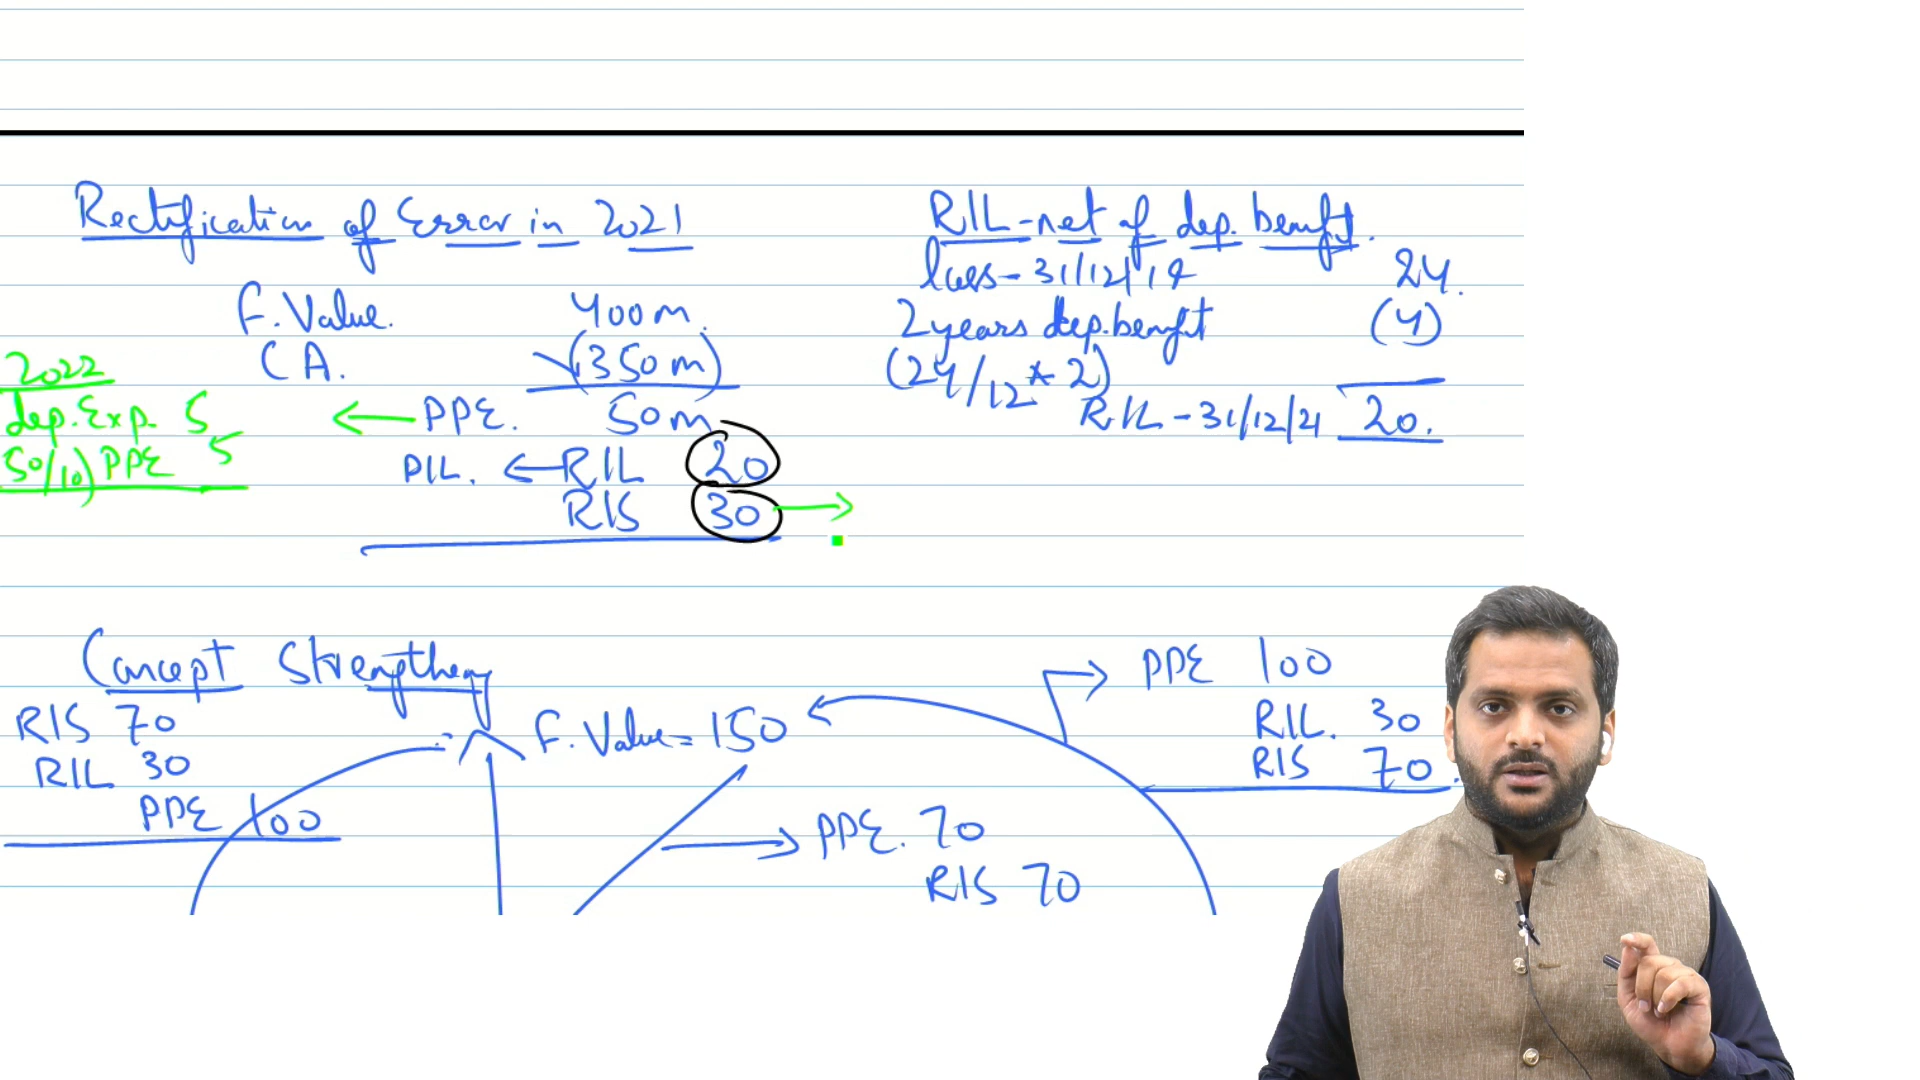 Rectification of Error in 2021
F. Value. 400m.
C A. (350m)
PPE. 50m
PIL. RIL 20
RIS 30
2022
dep. Exp. 5
50/10) PPE 5
RIL-net of dep. benefit.
loss - 31/12/19 24.
2 years dep. benefit (4)
(24/12 * 2)
RIL - 31/12/21 20.
Concept Strengtheng
RIS 70
RIL 30
PPE 100
F. Value = 150
PPE. 70
RIS 70
PPE 100
RIL. 30
RIS 70.